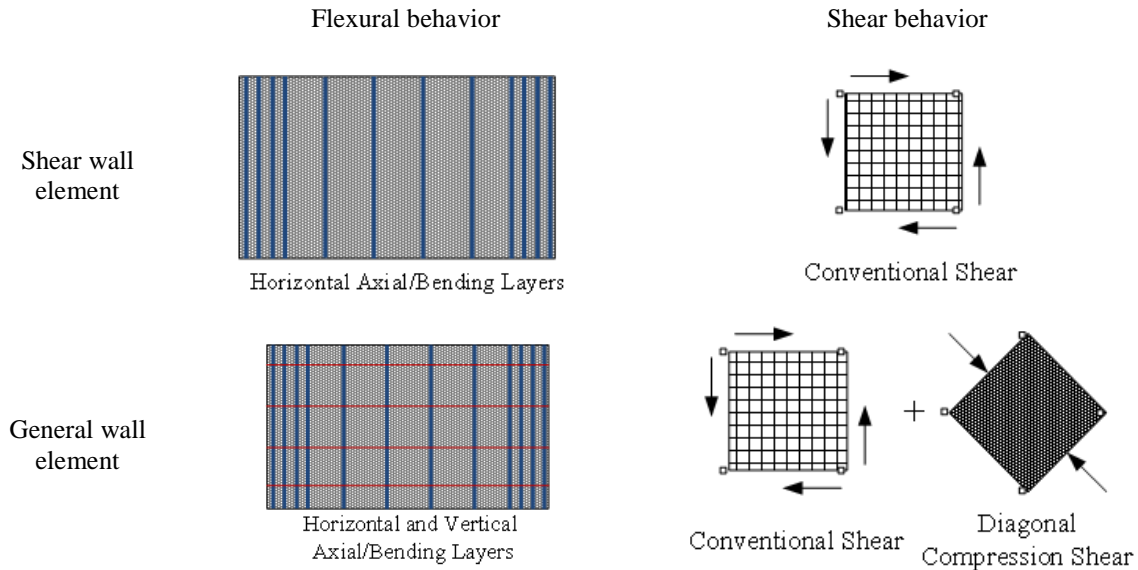 Flexural behavior
Shear behavior
Shear wall
element
Horizontal Axial/Bending Layers
Conventional Shear
General wall
element
Horizontal and Vertical
Axial/Bending Layers
+
Conventional Shear
Diagonal
Compression Shear